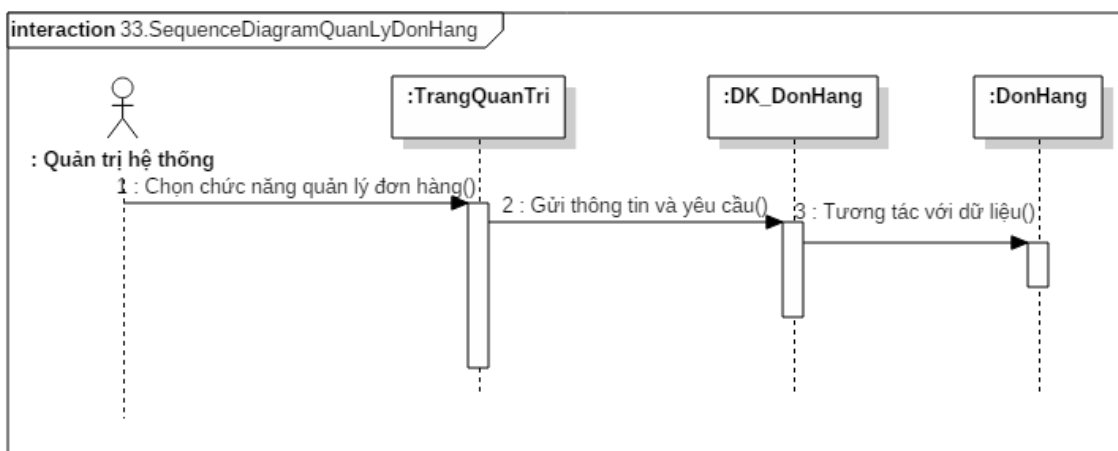 interaction 33.SequenceDiagramQuanLyDonHang
:TrangQuanTri
:DK_DonHang
:DonHang
: Quản trị hệ thống
1 : Chọn chức năng quản lý đơn hàng()
2 : Gửi thông tin và yêu cầu()
3 : Tương tác với dữ liệu()